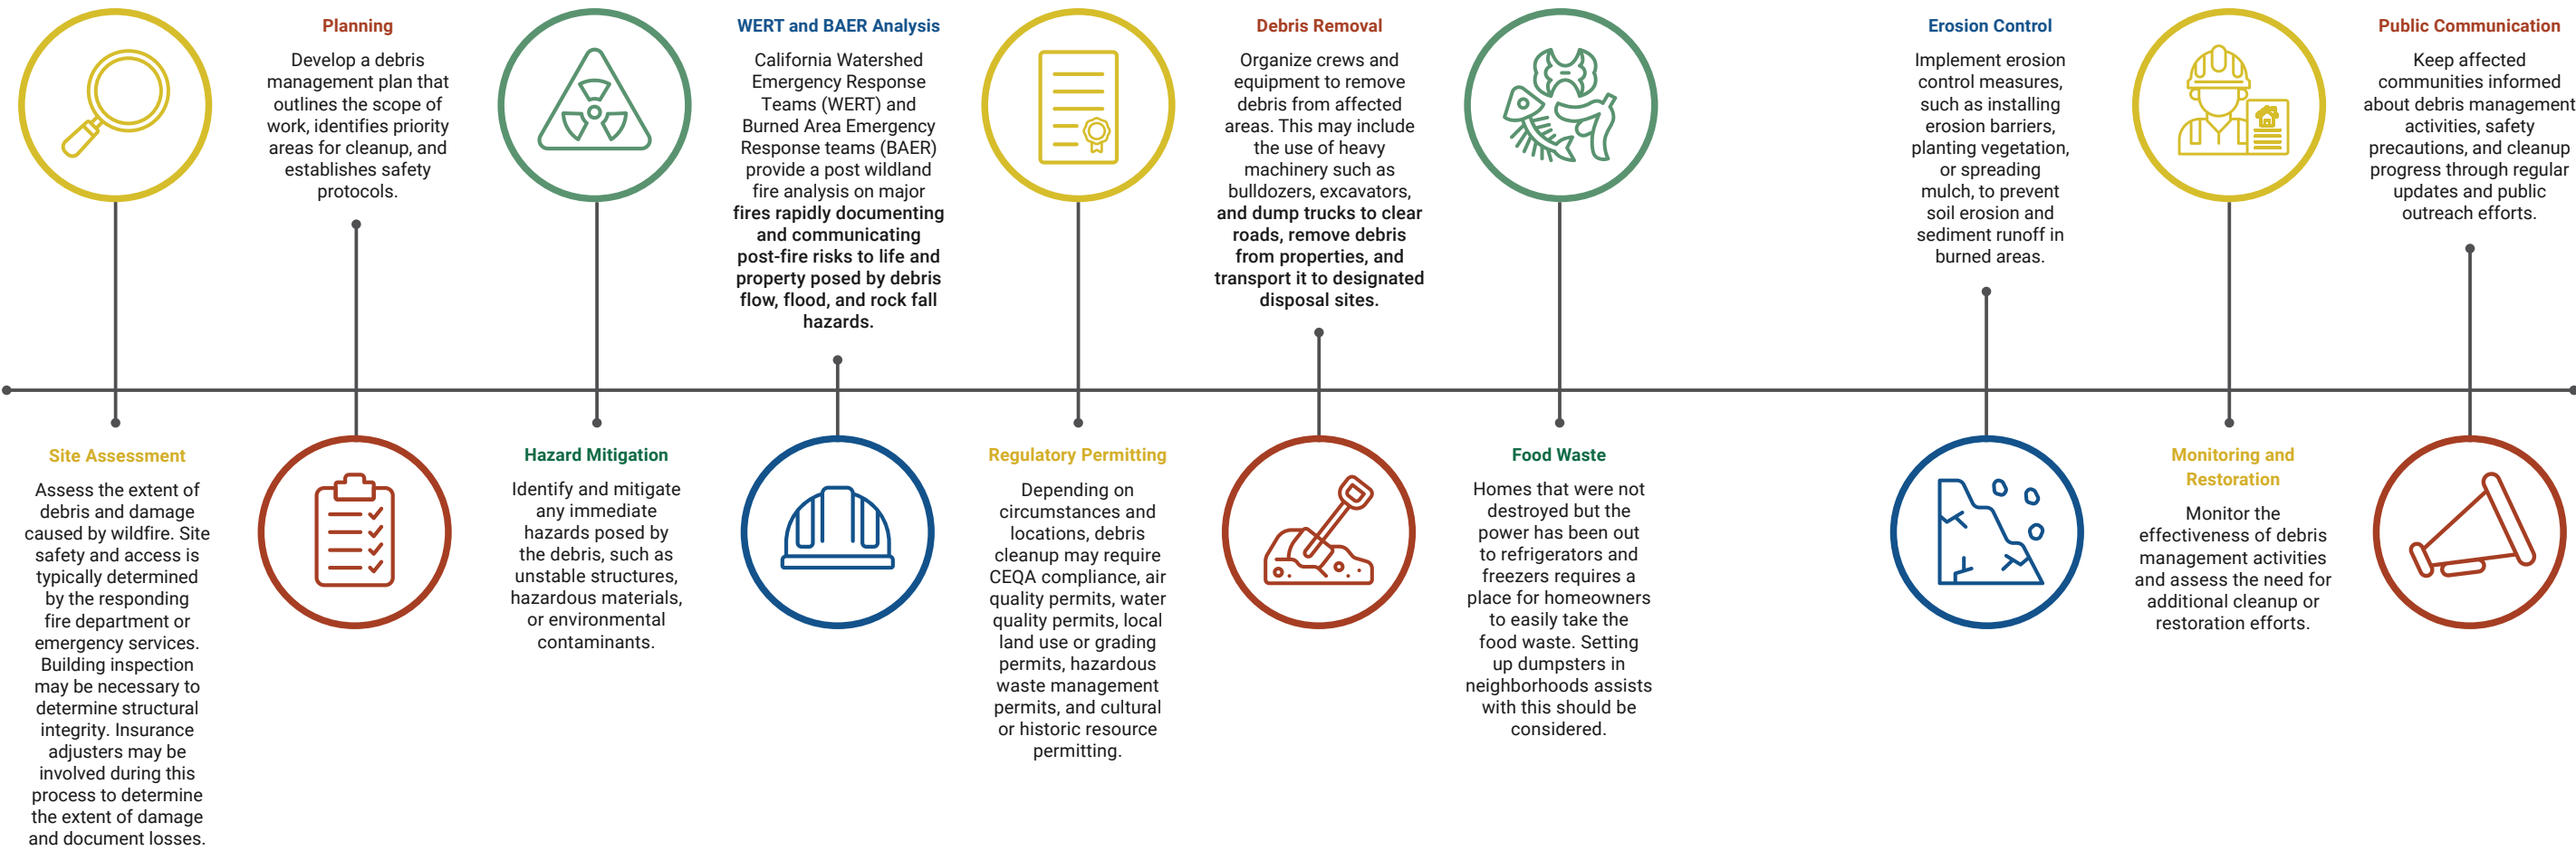 Site Assessment
Assess the extent of
debris and damage
caused by wildfire. Site
safety and access is
typically determined
by the responding
fire department or
emergency services.
Building inspection
may be necessary to
determine structural
integrity. Insurance
adjusters may be
involved during this
process to determine
the extent of damage
and document losses.
Planning
Develop a debris
management plan that
outlines the scope of
work, identifies priority
areas for cleanup, and
establishes safety
protocols.
Hazard Mitigation
Identify and mitigate
any immediate
hazards posed by
the debris, such as
unstable structures,
hazardous materials,
or environmental
contaminants.
WERT and BAER Analysis
California Watershed
Emergency Response
Teams (WERT) and
Burned Area Emergency
Response teams (BAER)
provide a post wildland
fire analysis on major
fires rapidly documenting
and communicating
post-fire risks to life and
property posed by debris
flow, flood, and rock fall
hazards.
Regulatory Permitting
Depending on
circumstances and
locations, debris
cleanup may require
CEQA compliance, air
quality permits, water
quality permits, local
land use or grading
permits, hazardous
waste management
permits, and cultural
or historic resource
permitting.
Debris Removal
Organize crews and
equipment to remove
debris from affected
areas. This may include
the use of heavy
machinery such as
bulldozers, excavators,
and dump trucks to clear
roads, remove debris
from properties, and
transport it to designated
disposal sites.
Food Waste
Homes that were not
destroyed but the
power has been out
to refrigerators and
freezers requires a
place for homeowners
to easily take the
food waste. Setting
up dumpsters in
neighborhoods assists
with this should be
considered.
Erosion Control
Implement erosion
control measures,
such as installing
erosion barriers,
planting vegetation,
or spreading
mulch, to prevent
soil erosion and
sediment runoff in
burned areas.
Monitoring and
Restoration
Monitor the
effectiveness of debris
management activities
and assess the need for
additional cleanup or
restoration efforts.
Public Communication
Keep affected
communities informed
about debris management
activities, safety
precautions, and cleanup
progress through regular
updates and public
outreach efforts.